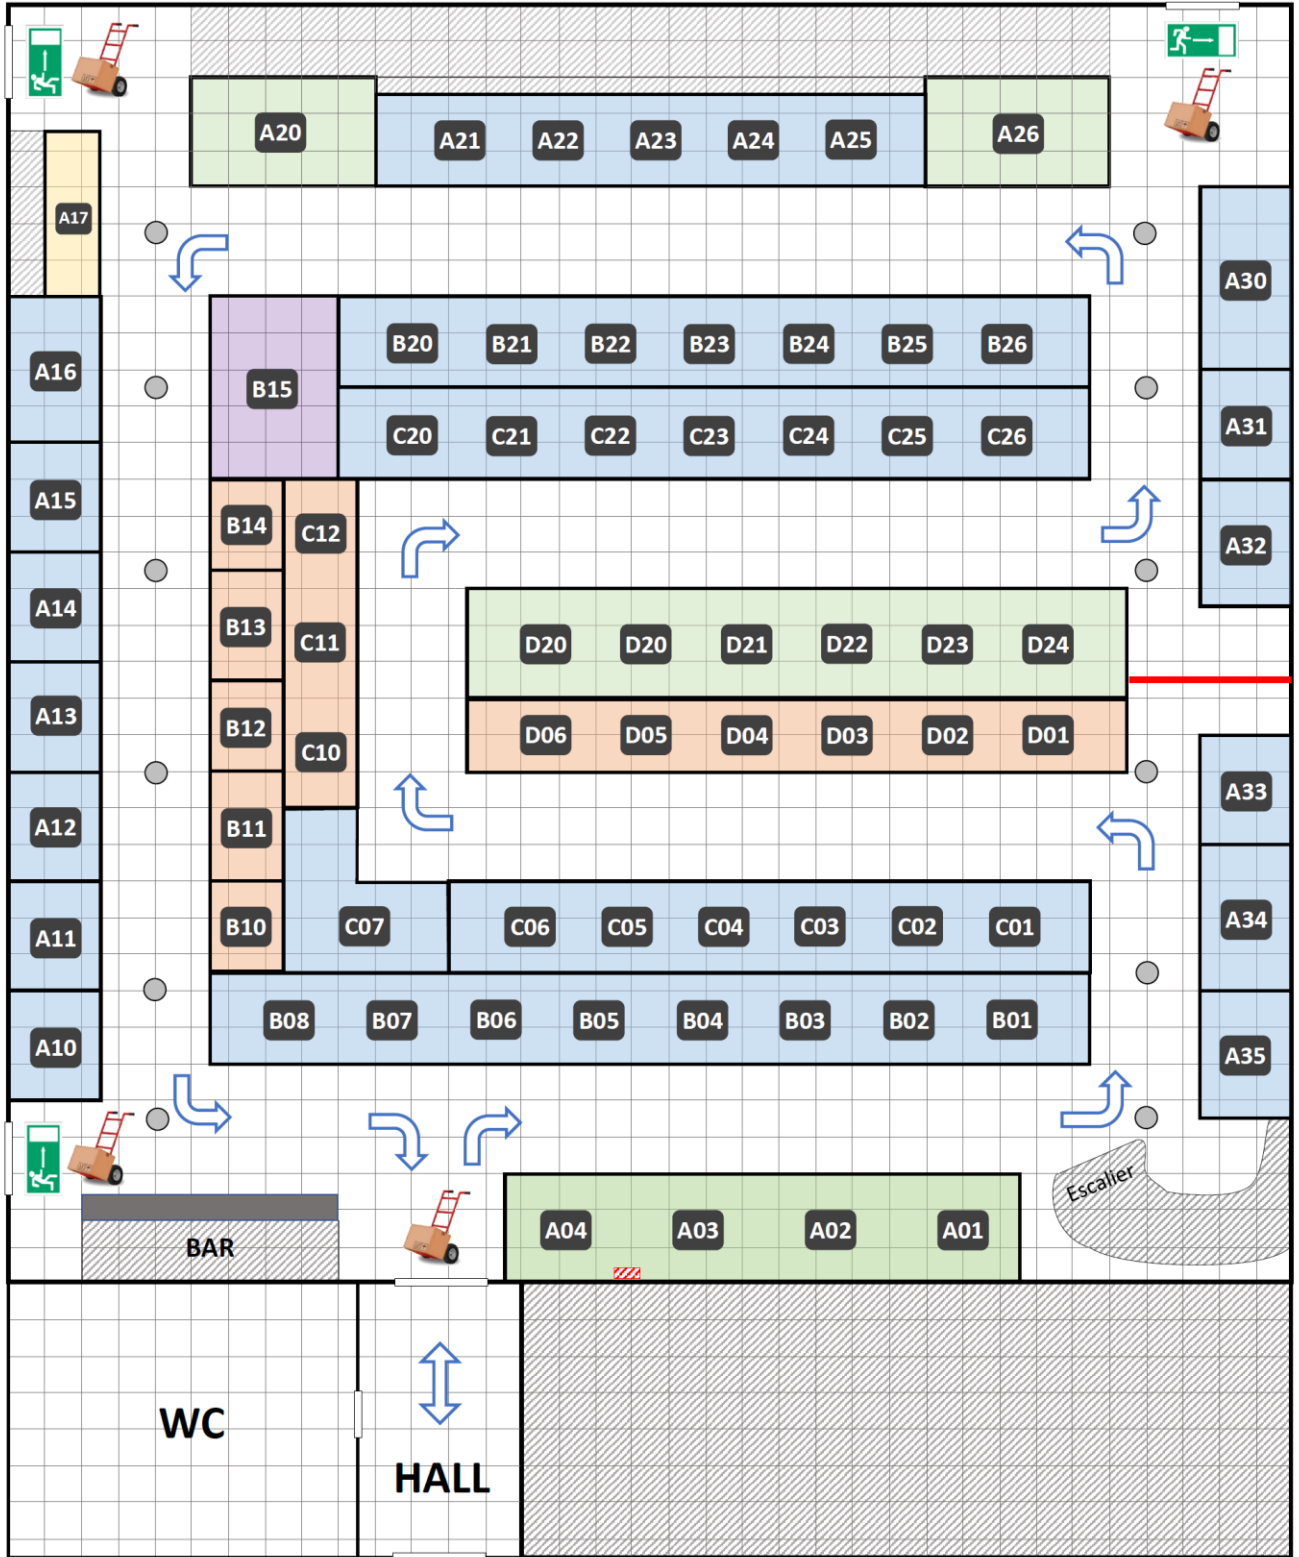 A20
A21 A22 A23 A24 A25
A26
A17
A30
A16
B15
B20 B21 B22 B23 B24 B25 B26
C20 C21 C22 C23 C24 C25 C26
A31
A15
B14
C12
A32
A14
B13
C11
D20 D20 D21 D22 D23 D24
A13
B12
C10
D06 D05 D04 D03 D02 D01
A33
A12
B11
A11
B10
C07
C06 C05 C04 C03 C02 C01
A34
A10
B08 B07 B06 B05 B04 B03 B02 B01
A35
Escalier
BAR
A04 A03 A02 A01
WC
HALL